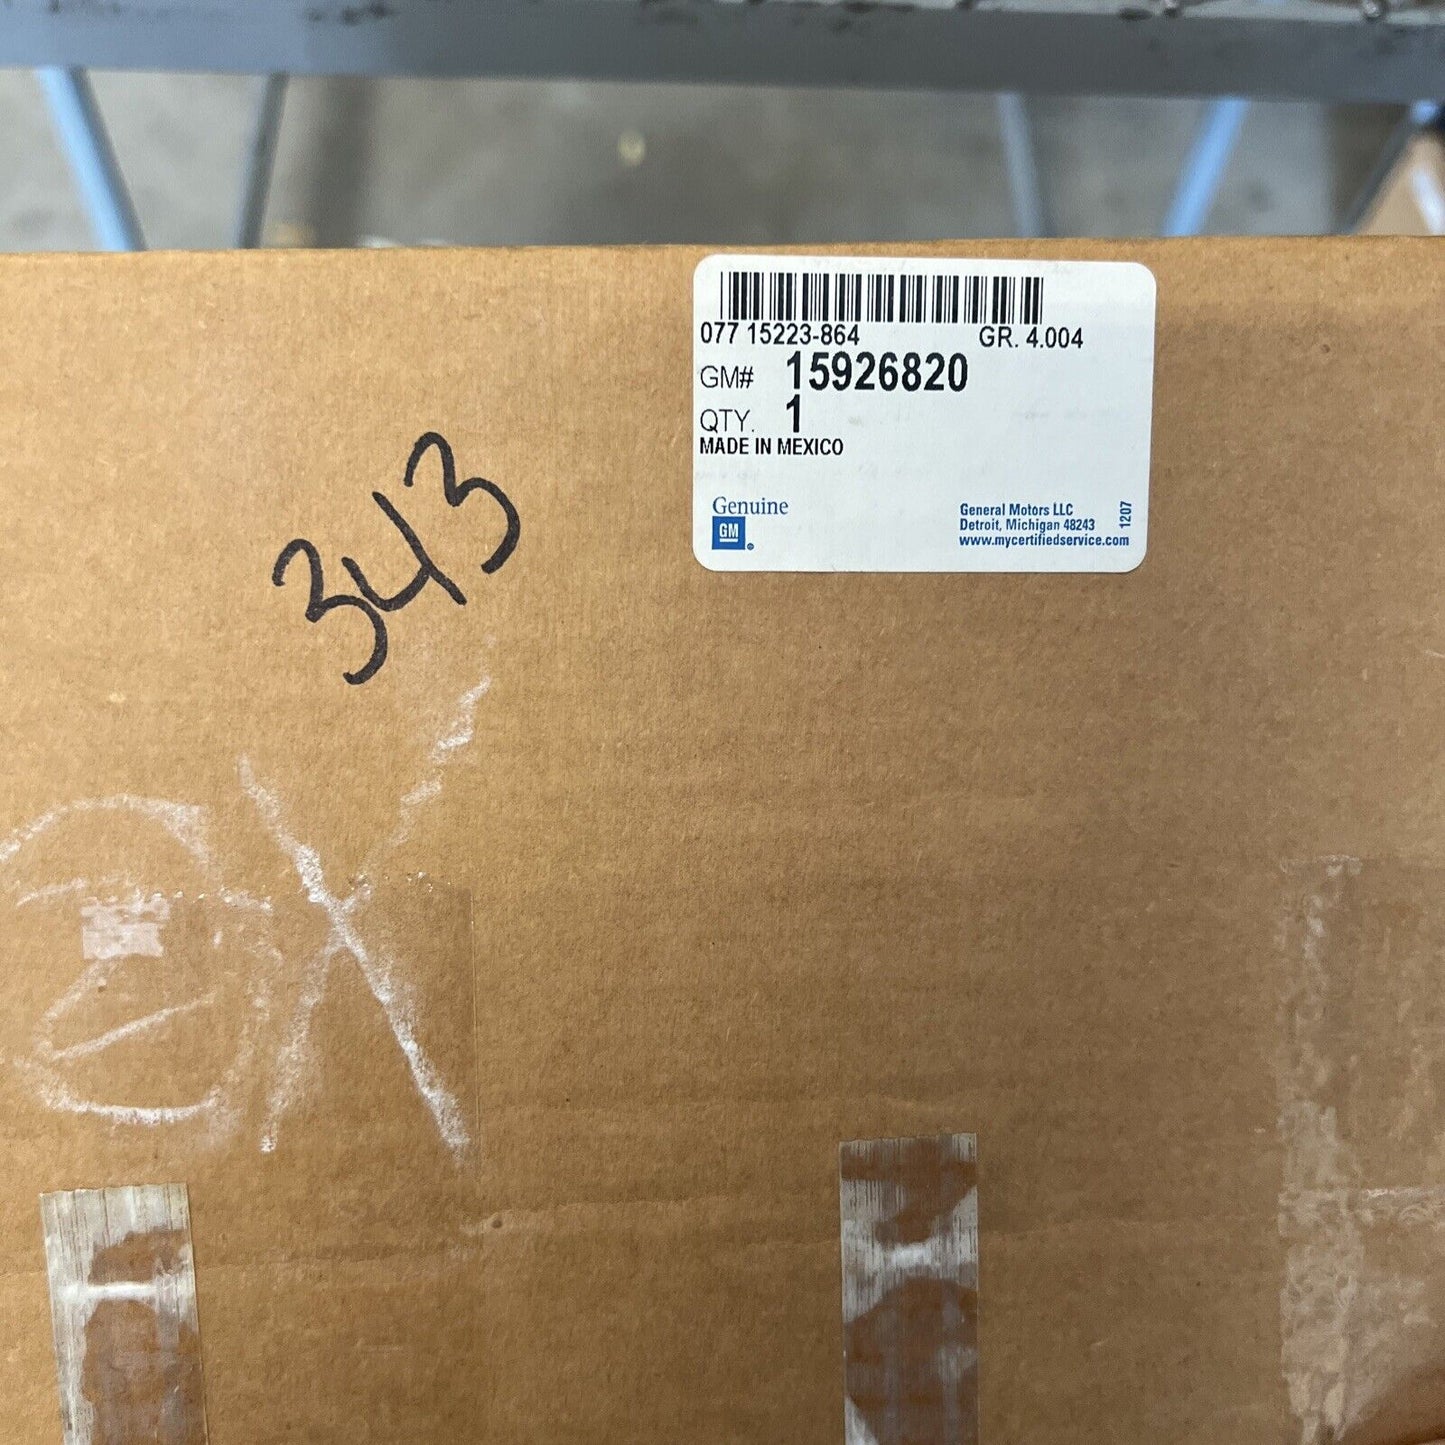 077 15223-864 GR. 4.004
GM# 15926820
QTY. 1
MADE IN MEXICO
Genuine
GM
General Motors LLC
Detroit, Michigan 48243
www.mycertifiedservice.com
1207
343